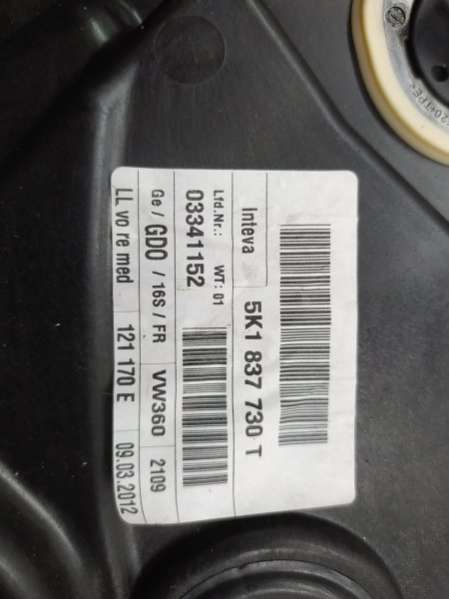 Inteva 5K1 837 730 T
Lfd.Nr.: WT: 01
03341152
Ge / GDO / 16S / FR VW360 2109
LL vo re med 121 170 E 09.03.2012